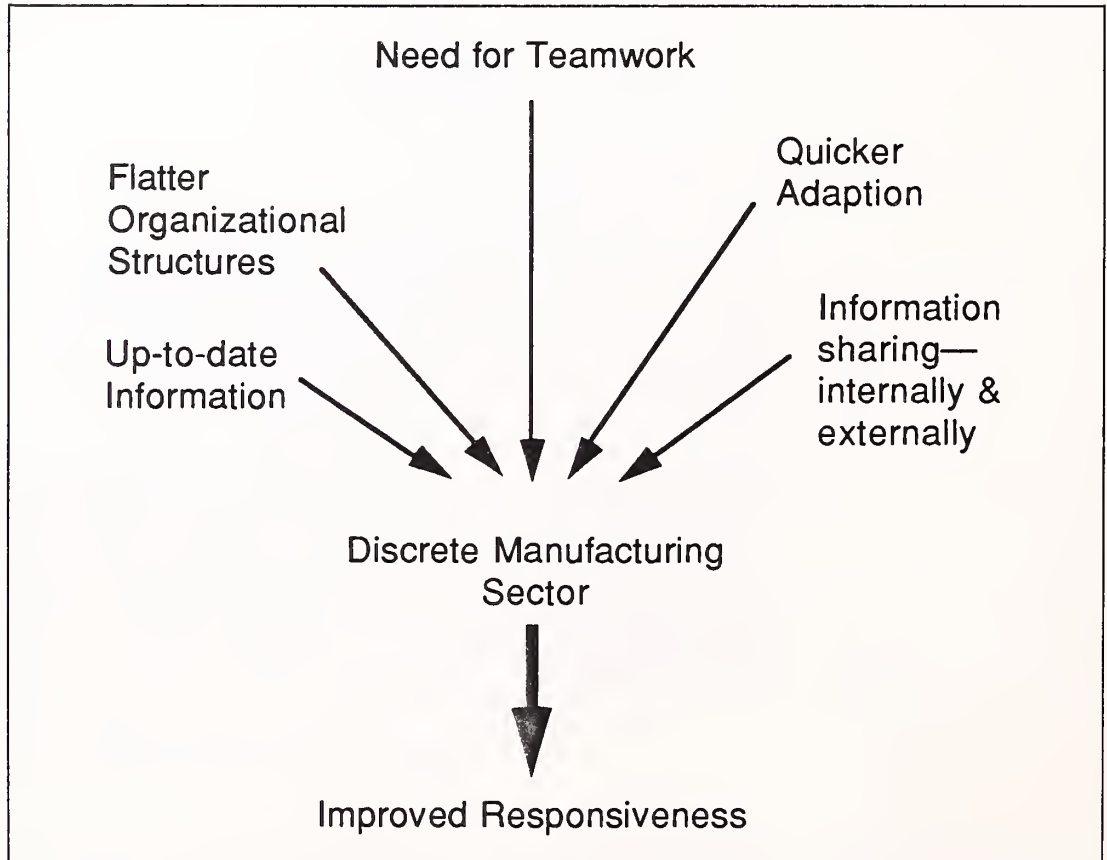 Need for Teamwork
Flatter
Organizational
Structures
Quicker
Adaption
Up-to-date
Information
Information
sharing—
internally &
externally
Discrete Manufacturing
Sector
Improved Responsiveness